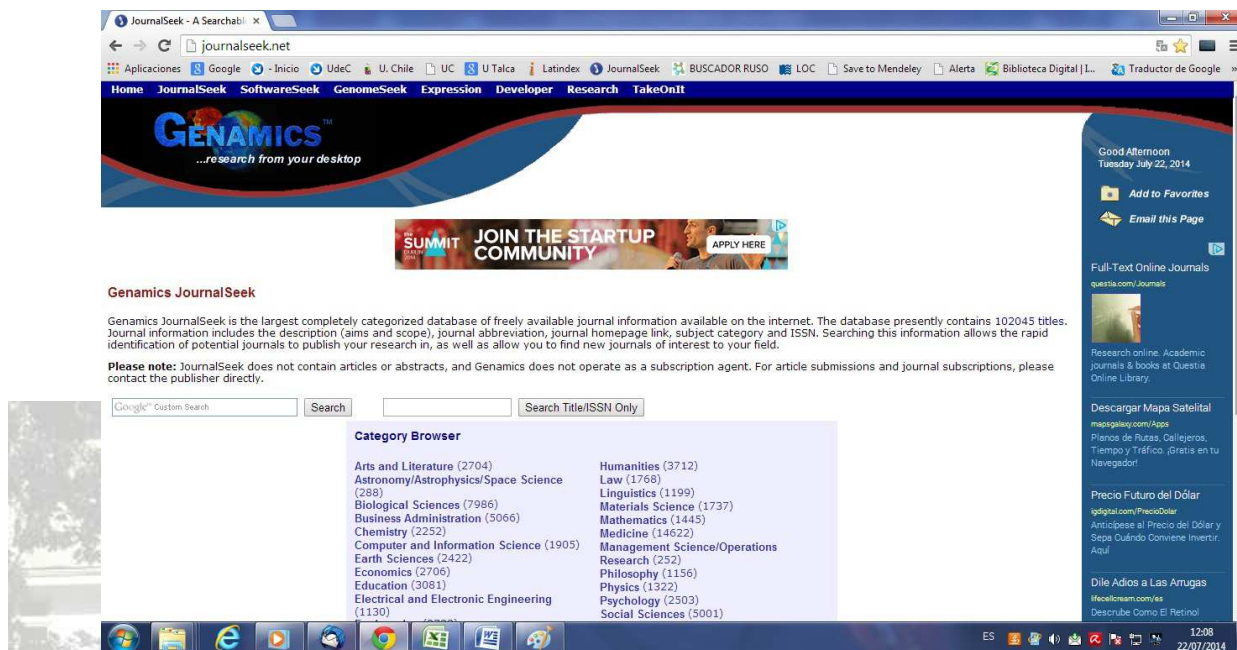 JournalSeek - A Searchabl
journalseek.net
Aplicaciones Google - Inicio UdeC U. Chile UC U Talca Latindex JournalSeek BUSCADOR RUSO LOC Save to Mendeley Alerta Biblioteca Digital | I... Traductor de Google »
Home JournalSeek SoftwareSeek GenomeSeek Expression Developer Research TakeOnIt
GENAMICS™
...research from your desktop
Good Afternoon
Tuesday July 22, 2014
Add to Favorites
Email this Page
the SUMMIT DUBLIN 2014
JOIN THE STARTUP
COMMUNITY
APPLY HERE
Full-Text Online Journals
questia.com/Journals
Research online. Academic
journals & books at Questia
Online Library.
Genamics JournalSeek
Genamics JournalSeek is the largest completely categorized database of freely available journal information available on the internet. The database presently contains 102045 titles.
Journal information includes the description (aims and scope), journal abbreviation, journal homepage link, subject category and ISSN. Searching this information allows the rapid
identification of potential journals to publish your research in, as well as allow you to find new journals of interest to your field.
Please note: JournalSeek does not contain articles or abstracts, and Genamics does not operate as a subscription agent. For article submissions and journal subscriptions, please
contact the publisher directly.
Google™ Custom Search Search Search Title/ISSN Only
Category Browser
Arts and Literature (2704)
Astronomy/Astrophysics/Space Science
(288)
Biological Sciences (7986)
Business Administration (5066)
Chemistry (2252)
Computer and Information Science (1905)
Earth Sciences (2422)
Economics (2706)
Education (3081)
Electrical and Electronic Engineering
(1130)
Humanities (3712)
Law (1768)
Linguistics (1199)
Materials Science (1737)
Mathematics (1445)
Medicine (14622)
Management Science/Operations
Research (252)
Philosophy (1156)
Physics (1322)
Psychology (2503)
Social Sciences (5001)
Descargar Mapa Satelital
mapsgalaxy.com/Apps
Planos de Rutas, Callejeros,
Tiempo y Tráfico. ¡Gratis en tu
Navegador!
Precio Futuro del Dólar
igdigital.com/PrecioDolar
Anticípese al Precio del Dólar y
Sepa Cuándo Conviene Invertir.
Aquí
Dile Adios a Las Arrugas
lifecellcream.com/es
Descrube Como El Retinol
ES
12:08
22/07/2014